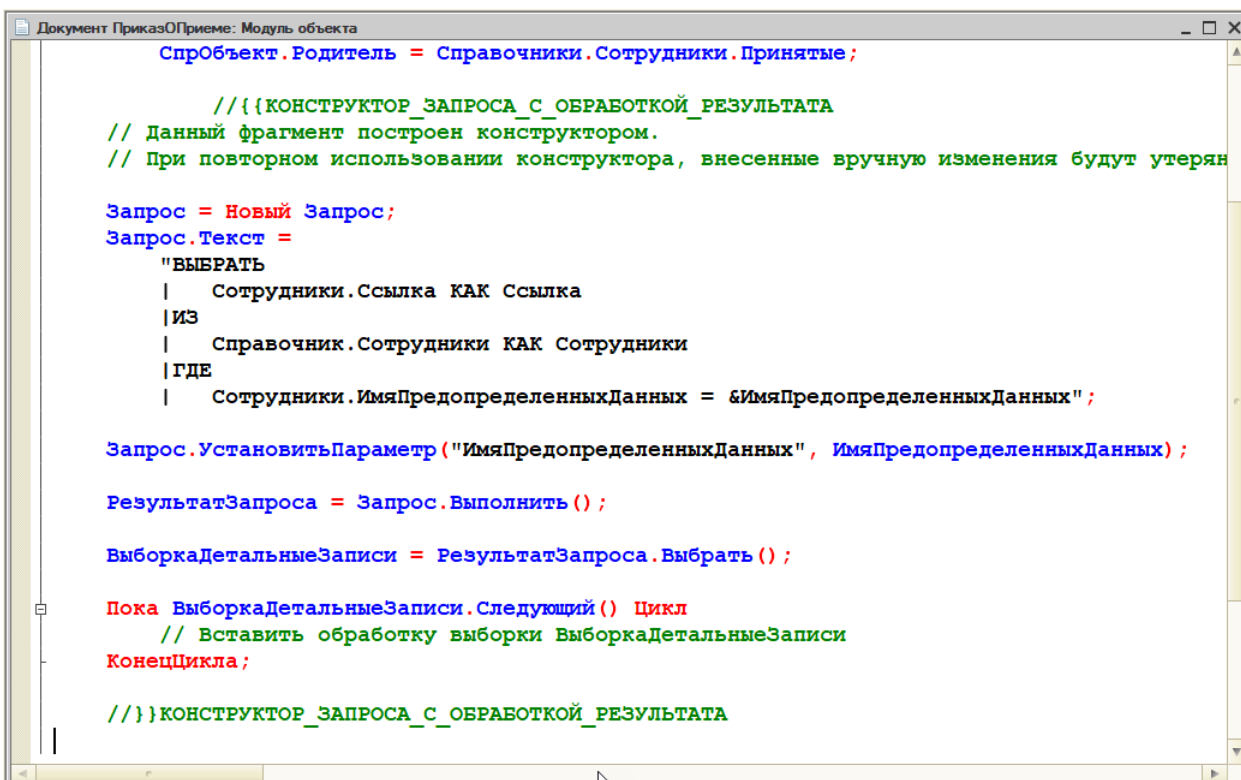 Документ ПриказОПриеме: Модуль объекта
СпрОбъект.Родитель = Справочники.Сотрудники.Принятые;
//{{КОНСТРУКТОР_ЗАПРОСА_С_ОБРАБОТКОЙ_РЕЗУЛЬТАТА
// Данный фрагмент построен конструктором.
// При повторном использовании конструктора, внесенные вручную изменения будут утерян
Запрос = Новый Запрос;
Запрос.Текст =
"ВЫБРАТЬ
|   Сотрудники.Ссылка КАК Ссылка
|ИЗ
|   Справочник.Сотрудники КАК Сотрудники
|ГДЕ
|   Сотрудники.ИмяПредопределенныхДанных = &ИмяПредопределенныхДанных";
Запрос.УстановитьПараметр("ИмяПредопределенныхДанных", ИмяПредопределенныхДанных);
РезультатЗапроса = Запрос.Выполнить();
ВыборкаДетальныеЗаписи = РезультатЗапроса.Выбрать();
Пока ВыборкаДетальныеЗаписи.Следующий() Цикл
// Вставить обработку выборки ВыборкаДетальныеЗаписи
КонецЦикла;
//}}КОНСТРУКТОР_ЗАПРОСА_С_ОБРАБОТКОЙ_РЕЗУЛЬТАТА